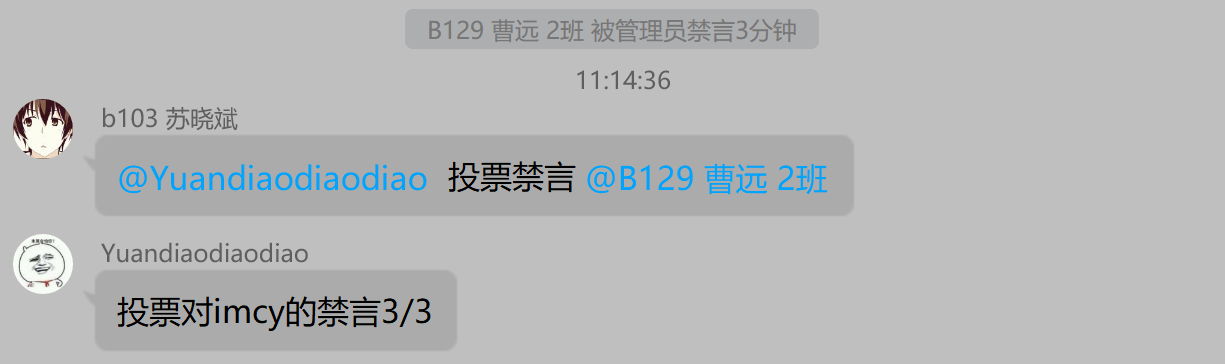 B129 曹远 2班 被管理员禁言3分钟
11:14:36
b103 苏晓斌
@Yuandiaodiaodiao 投票禁言 @B129 曹远 2班
Yuandiaodiaodiao
投票对imcy的禁言3/3